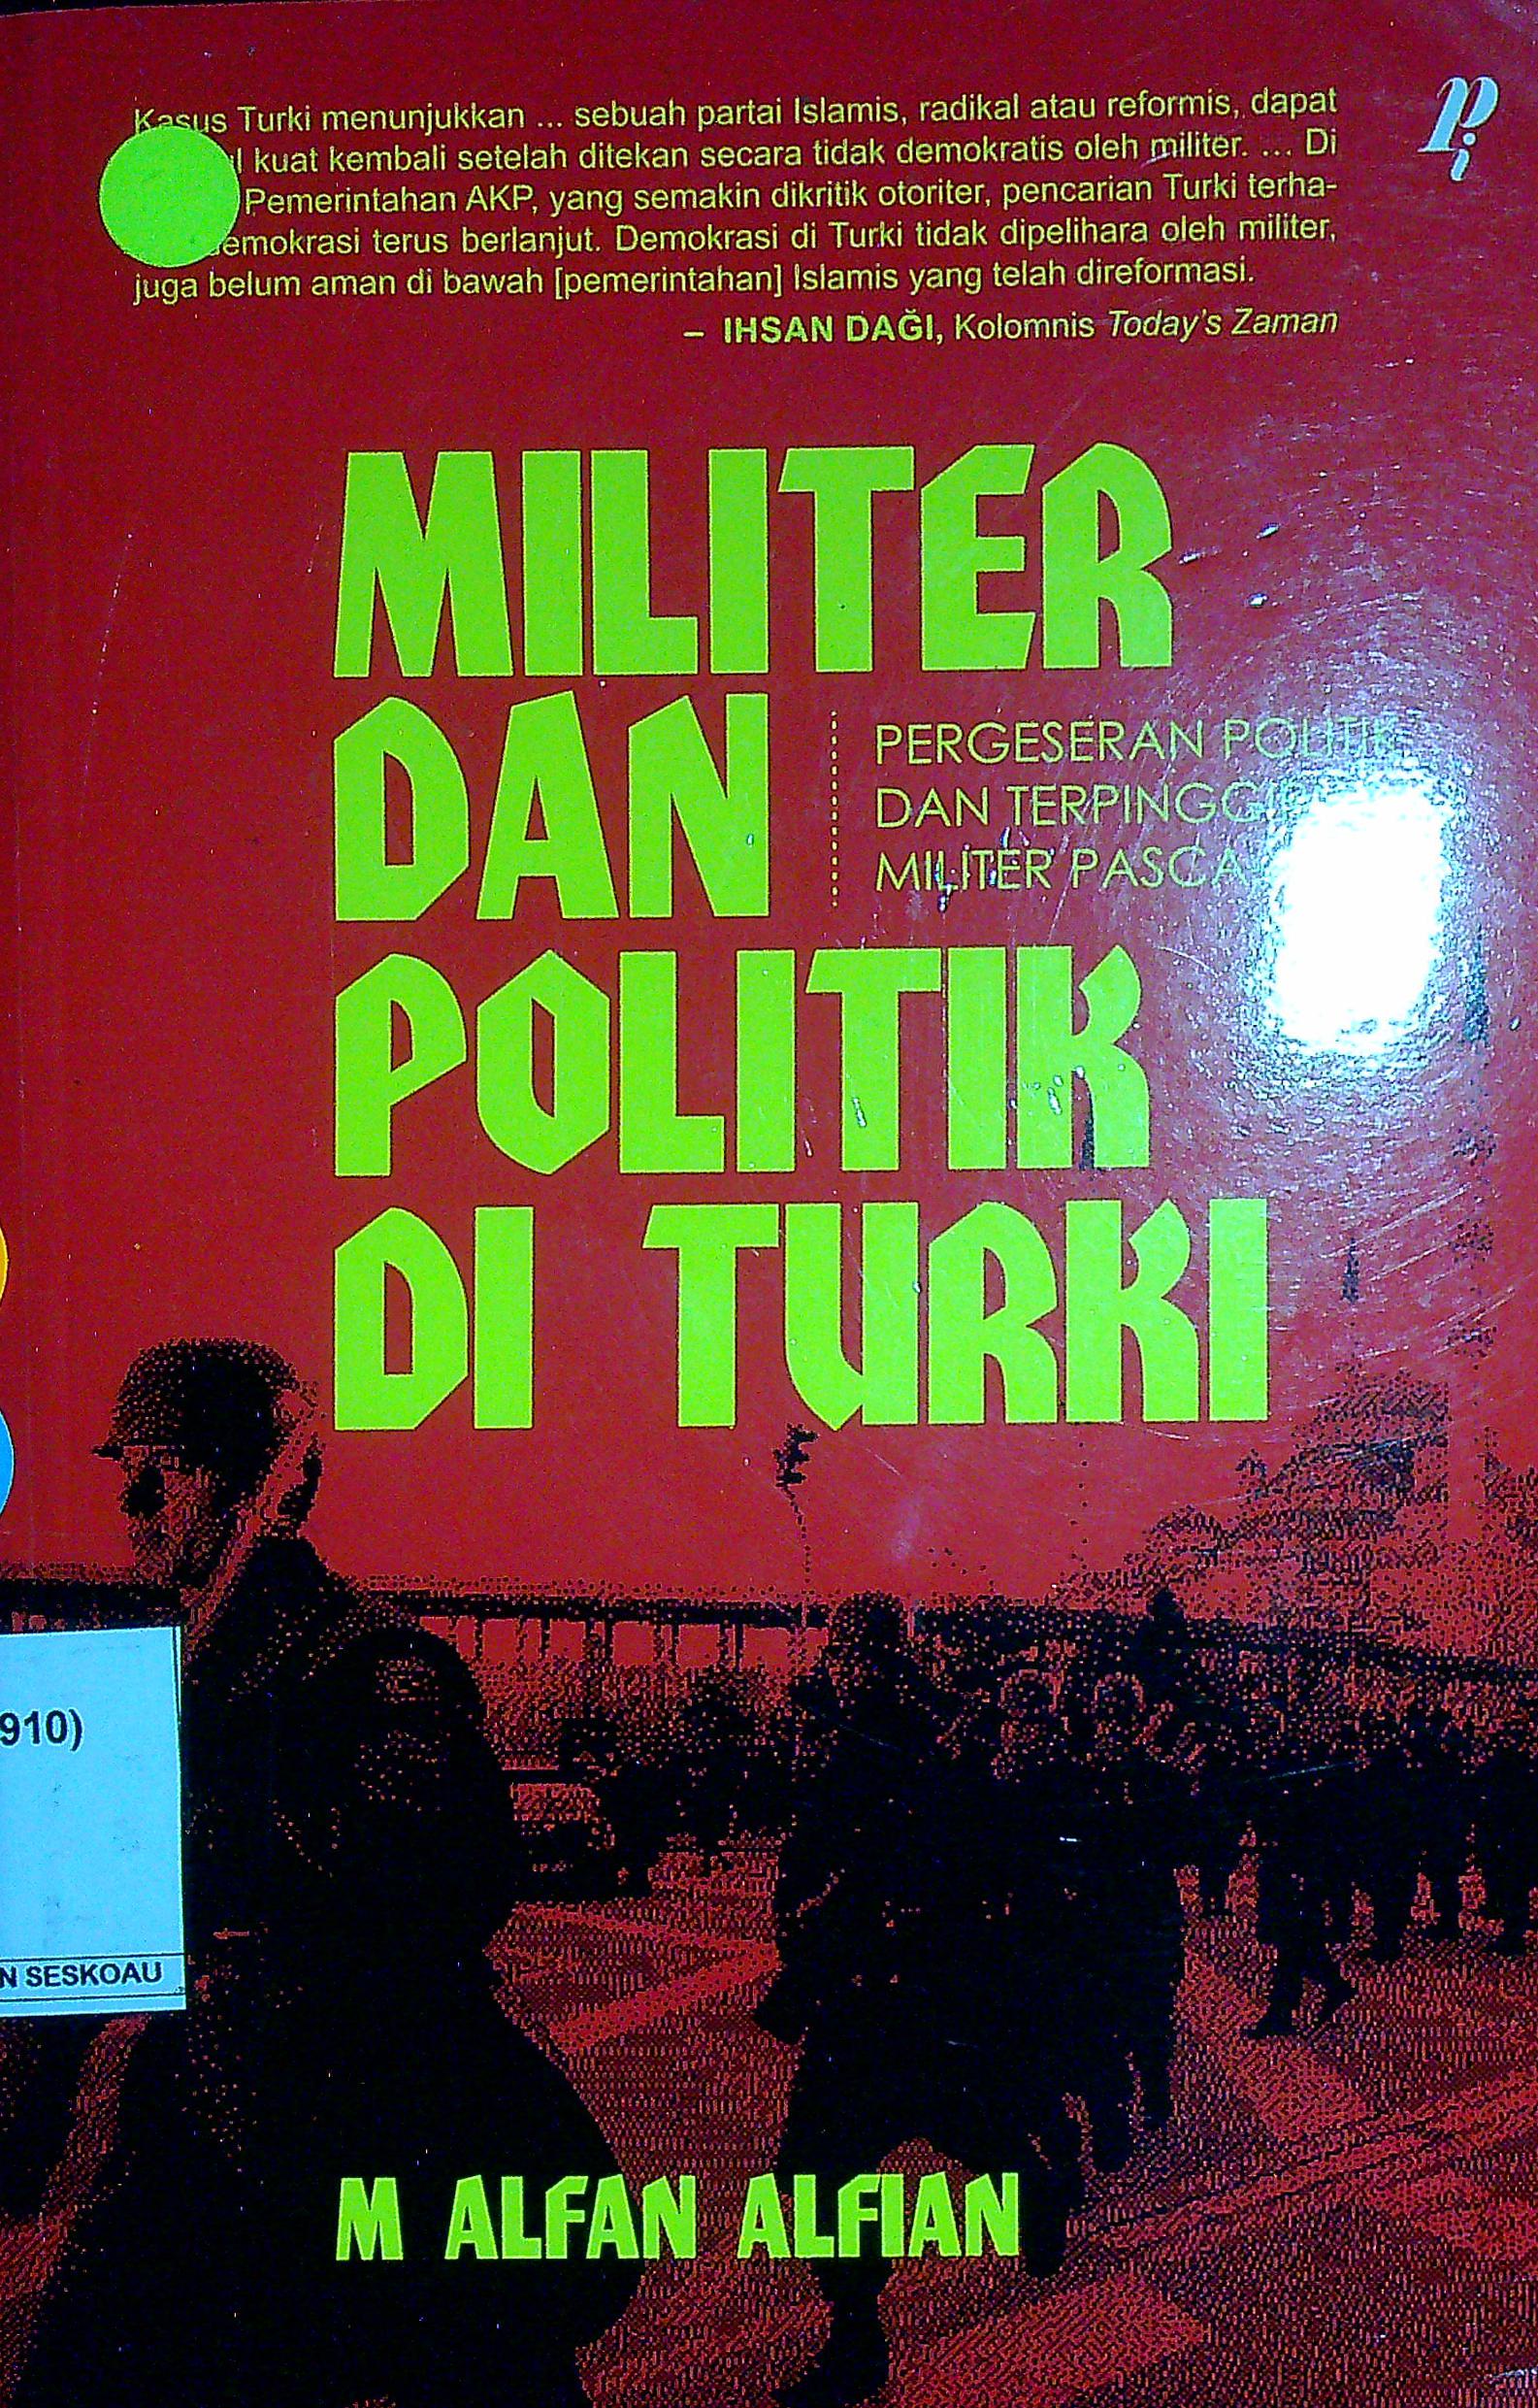 Kasus Turki menunjukkan ... sebuah partai Islamis, radikal atau reformis, dapat
kuat kembali setelah ditekan secara tidak demokratis oleh militer. ... Di
Pemerintahan AKP, yang semakin dikritik otoriter, pencarian Turki terha-
demokrasi terus berlanjut. Demokrasi di Turki tidak dipelihara oleh militer,
juga belum aman di bawah [pemerintahan] Islamis yang telah direformasi.
– IHSAN DAĞI, Kolomnis Today's Zaman
MILITER
DAN
PERGESERAN POLITIK
DAN
MILITER PASCA
POLITIK
DI TURKI
910)
N SESKOAU
M ALFAN ALFIAN